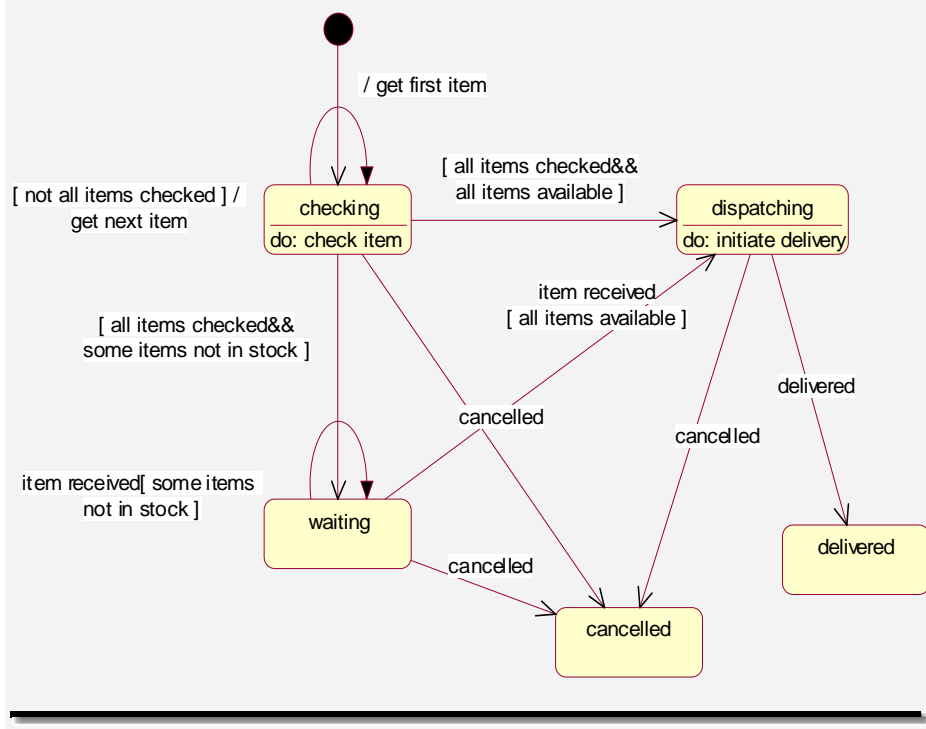 / get first item
[ all items checked&&
all items available ]
[ not all items checked ] /
get next item
checking
do: check item
dispatching
do: initiate delivery
item received
[ all items available ]
[ all items checked&&
some items not in stock ]
delivered
cancelled
cancelled
item received[ some items
not in stock ]
waiting
delivered
cancelled
cancelled